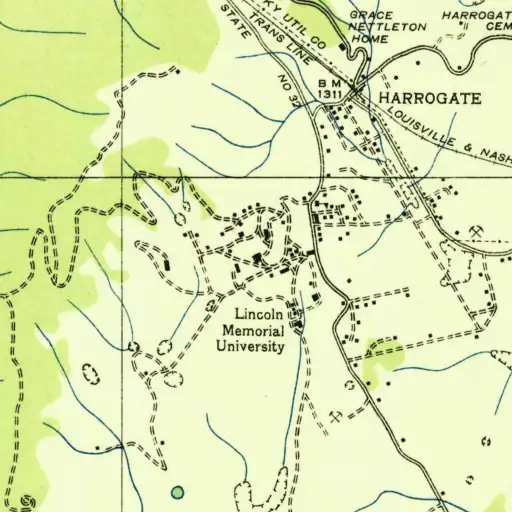 KY UTIL CO
TRANS LINE
STATE
NO 32
GRACE
NETTLETON
HOME
HARROGAT
CEM
B M
1311
HARROGATE
LOUISVILLE & NASH
Lincoln
Memorial
University